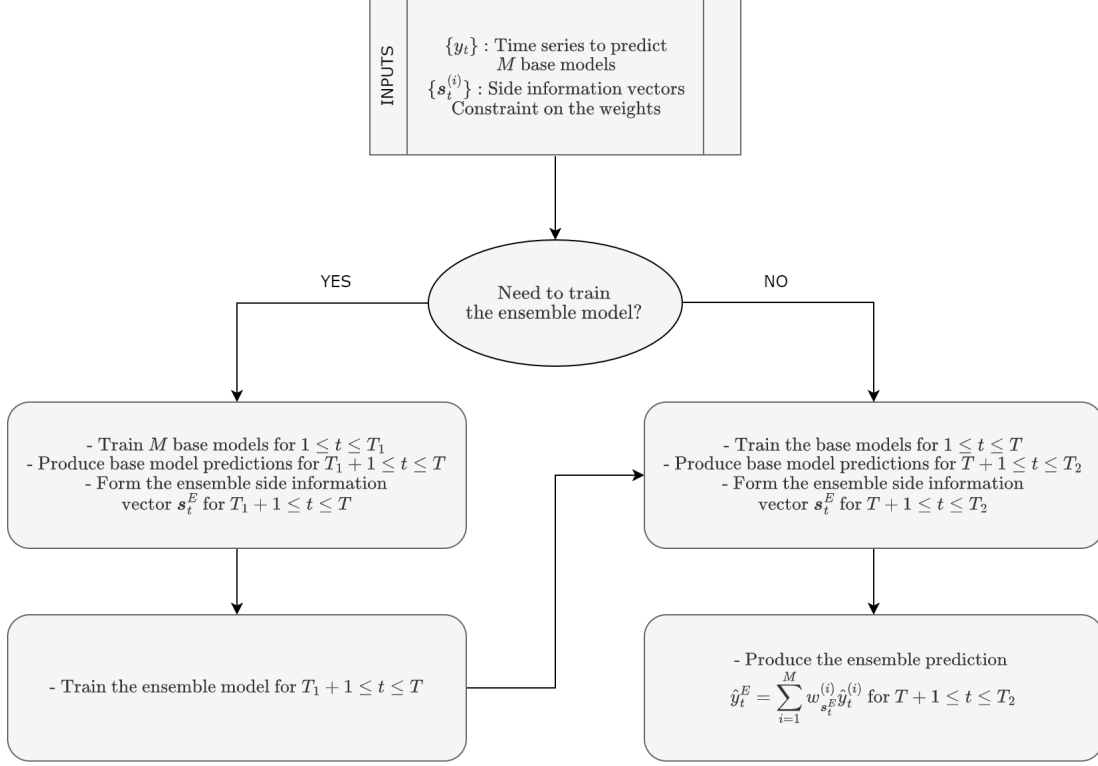 INPUTS
{y_t} : Time series to predict
M base models
{s_t^{(i)}} : Side information vectors
Constraint on the weights
Need to train
the ensemble model?
YES
NO
- Train M base models for 1 ≤ t ≤ T_1
- Produce base model predictions for T_1 + 1 ≤ t ≤ T
- Form the ensemble side information
vector s_t^E for T_1 + 1 ≤ t ≤ T
- Train the base models for 1 ≤ t ≤ T
- Produce base model predictions for T + 1 ≤ t ≤ T_2
- Form the ensemble side information
vector s_t^E for T + 1 ≤ t ≤ T_2
- Train the ensemble model for T_1 + 1 ≤ t ≤ T
- Produce the ensemble prediction
ŷ_t^E = ∑_{i=1}^{M} w_{s_t^E}^{(i)} ŷ_t^{(i)} for T + 1 ≤ t ≤ T_2